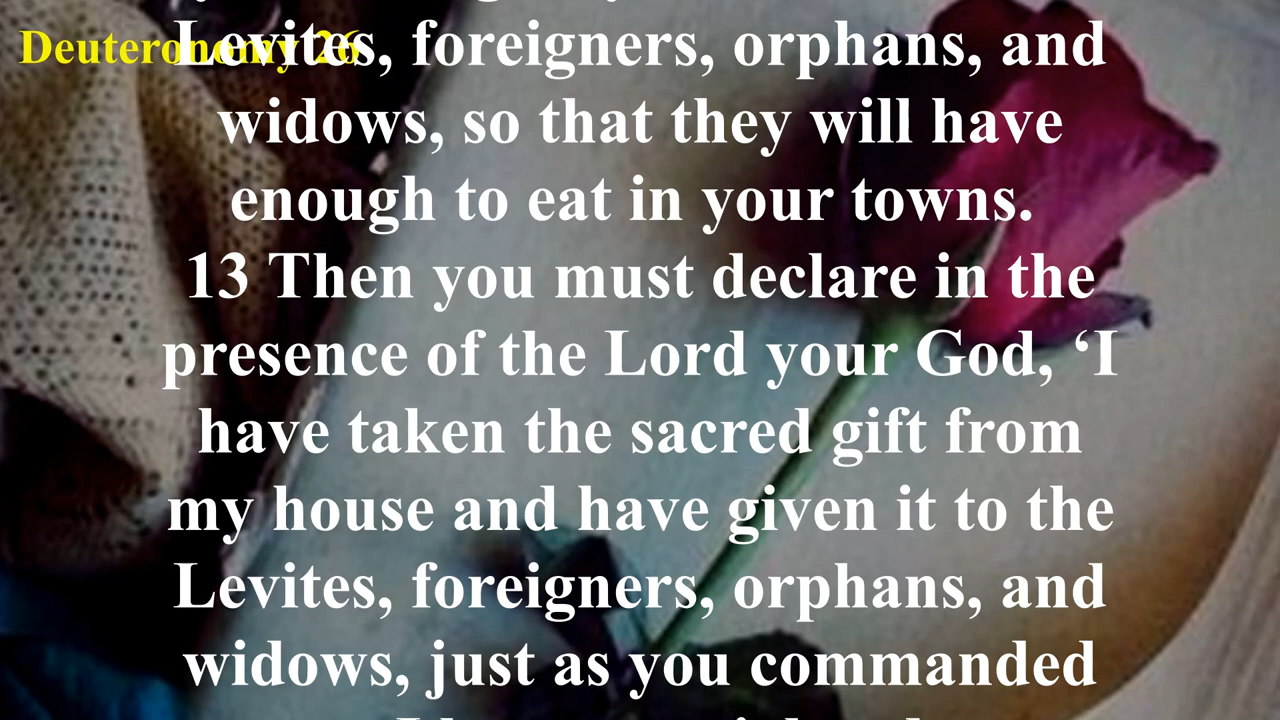 Deuteronomy 26
Levites, foreigners, orphans, and
widows, so that they will have
enough to eat in your towns.
13 Then you must declare in the
presence of the Lord your God, ‘I
have taken the sacred gift from
my house and have given it to the
Levites, foreigners, orphans, and
widows, just as you commanded